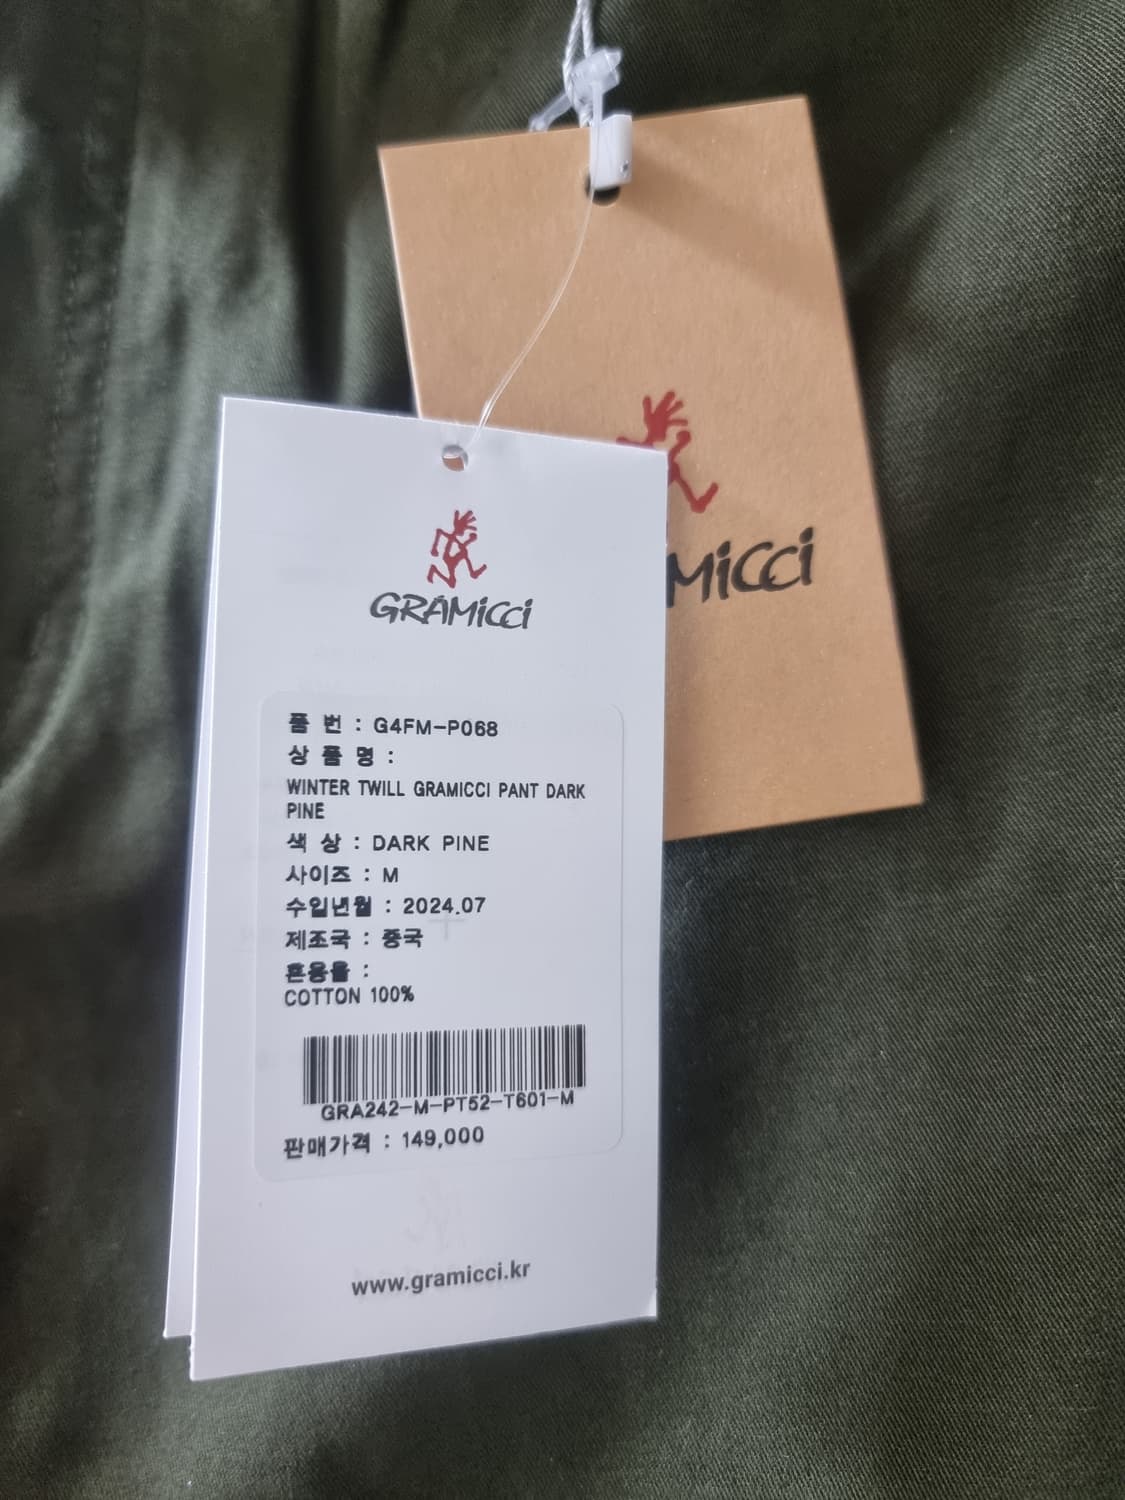 GRAMiCCi
MiCCi
품 번 : G4FM-P068
상 품 명 :
WINTER TWILL GRAMICCI PANT DARK
PINE
색 상 : DARK PINE
사이즈 : M
수입년월 : 2024.07
제조국 : 중국
혼용율 :
COTTON 100%
GRA242-M-PT52-T601-M
판매가격 : 149,000
www.gramicci.kr